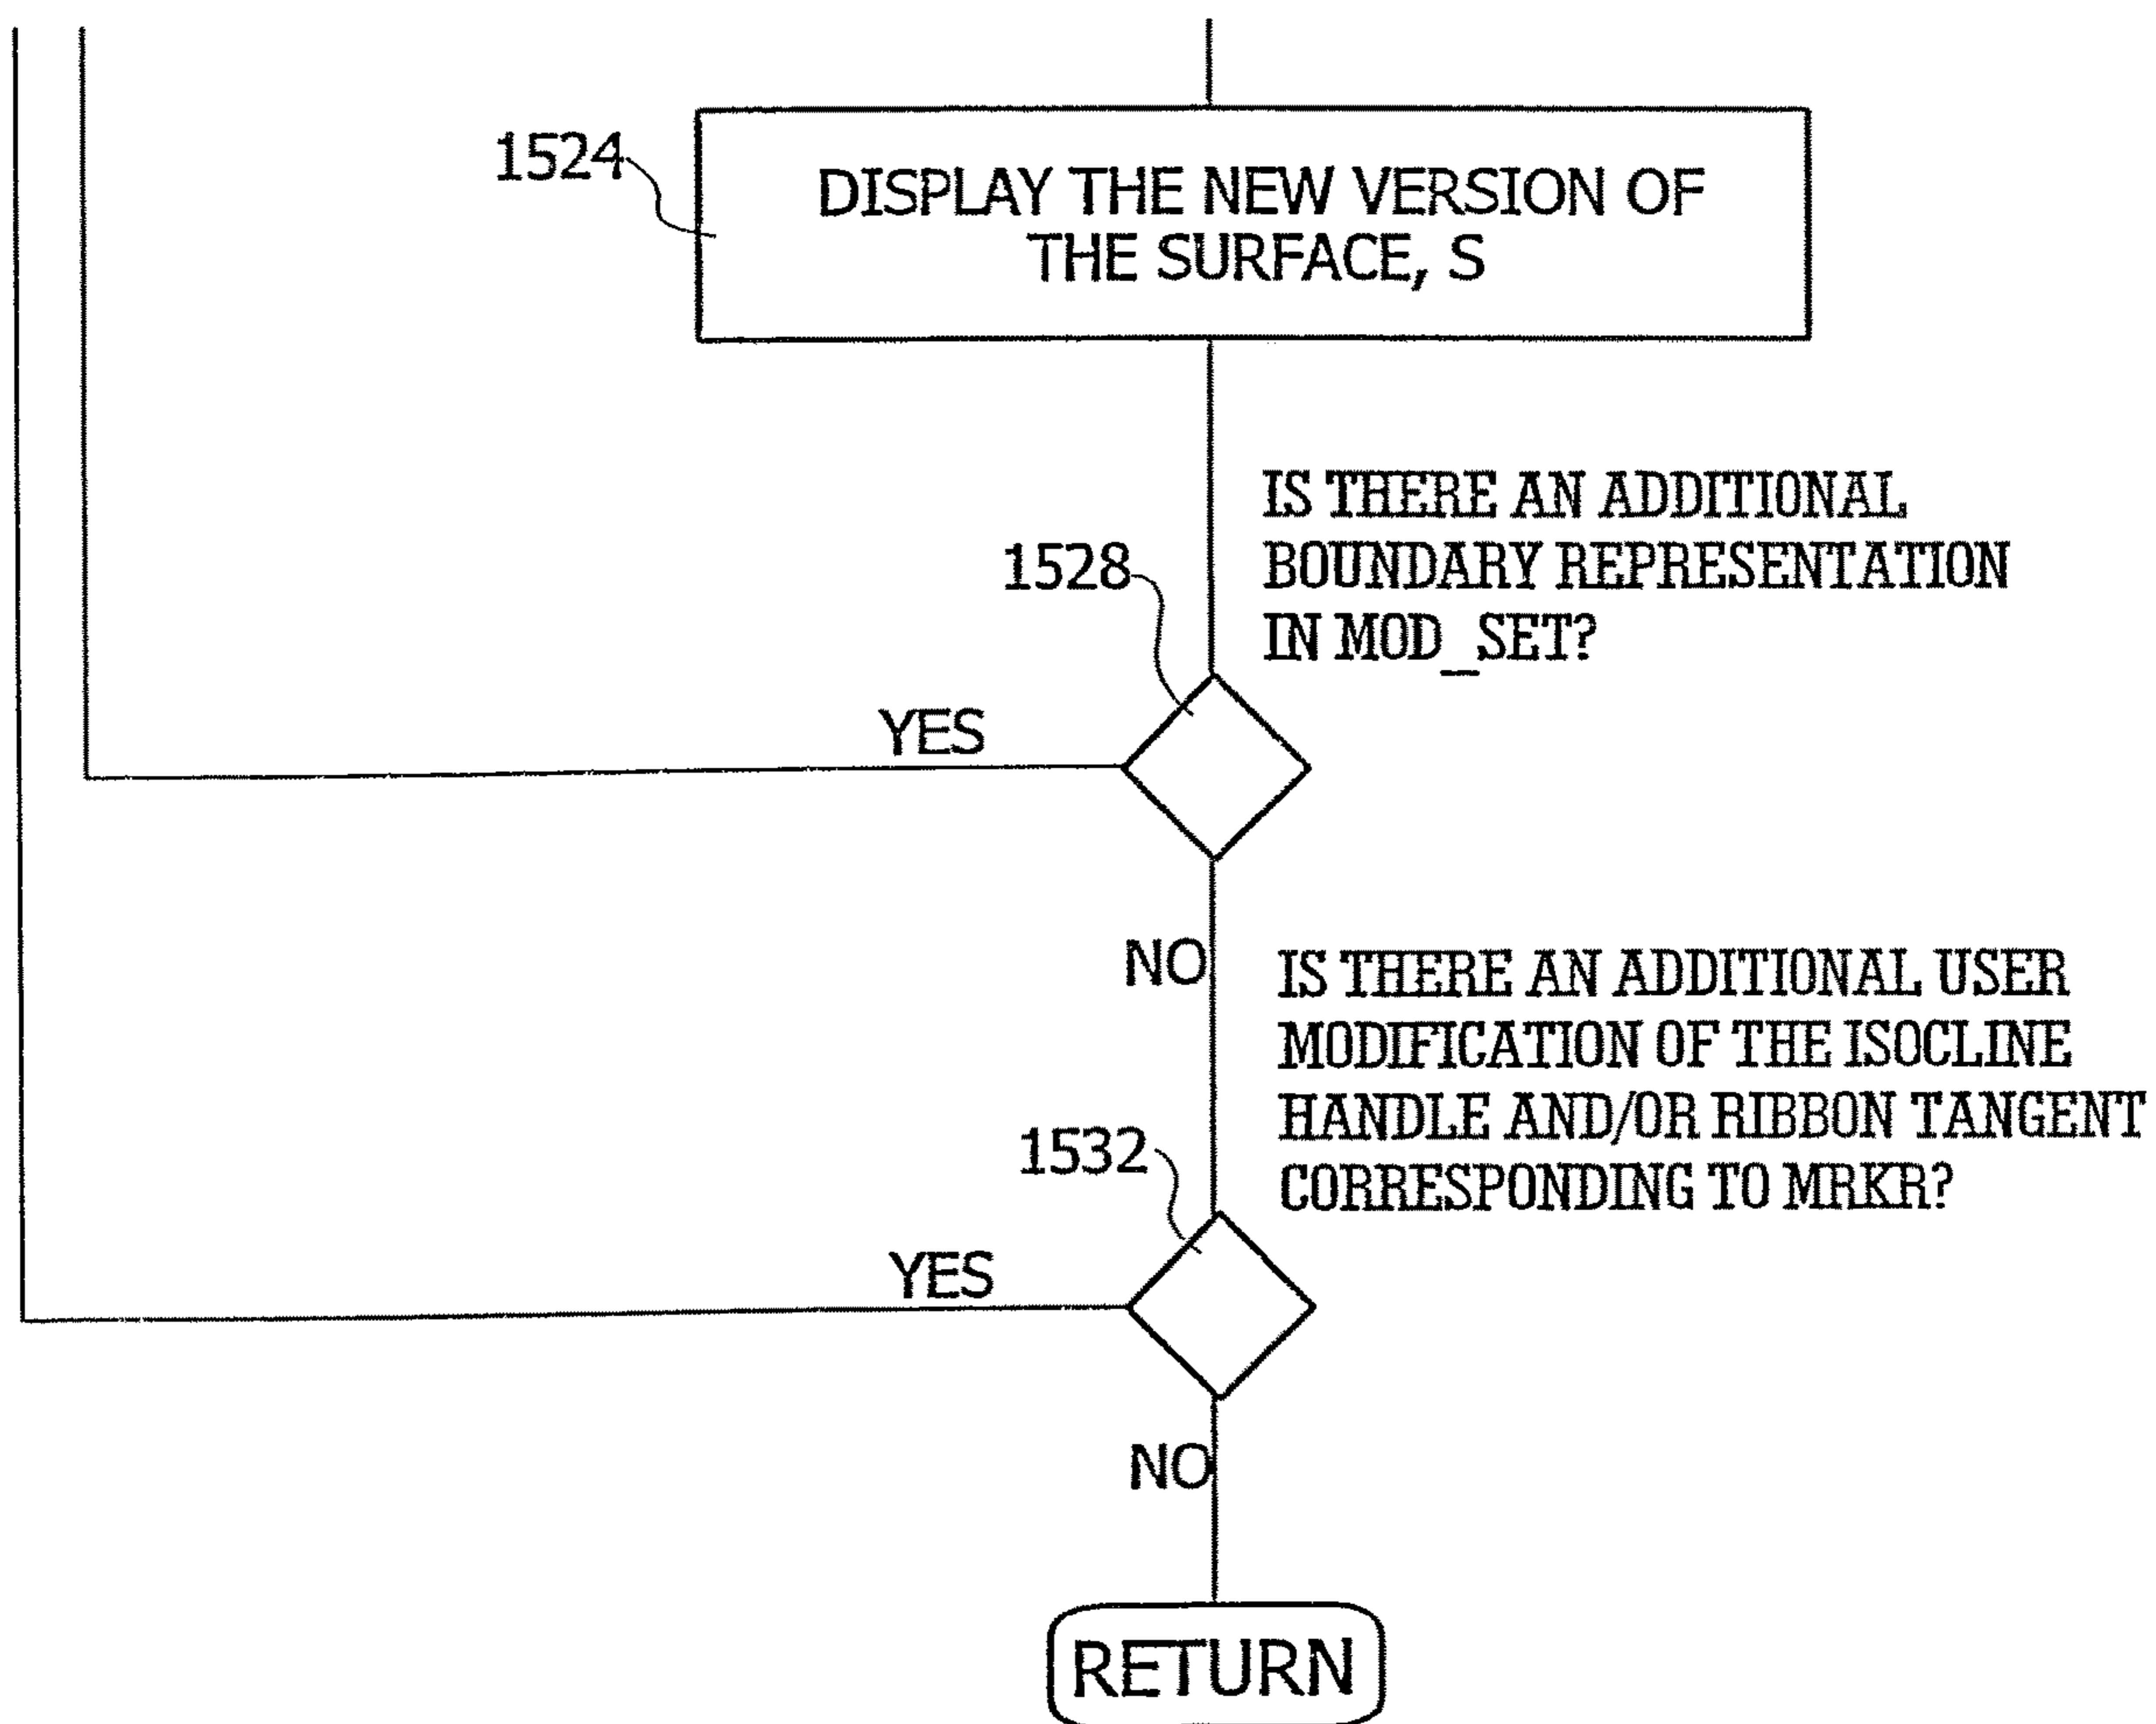 1524
DISPLAY THE NEW VERSION OF
THE SURFACE, S
IS THERE AN ADDITIONAL
BOUNDARY REPRESENTATION
IN MOD_SET?
1528
YES
NO
IS THERE AN ADDITIONAL USER
MODIFICATION OF THE ISOCLINE
HANDLE AND/OR RIBBON TANGENT
CORRESPONDING TO MRKR?
1532
YES
NO
RETURN